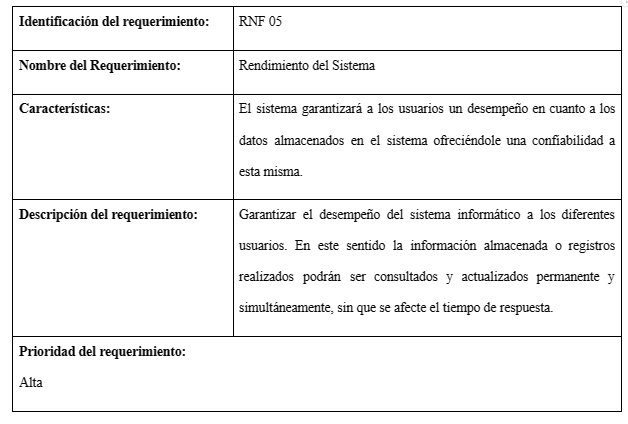 Identificación del requerimiento: RNF 05
Nombre del Requerimiento: Rendimiento del Sistema
Características: El sistema garantizará a los usuarios un desempeño en cuanto a los
datos almacenados en el sistema ofreciéndole una confiabilidad a
esta misma.
Descripción del requerimiento: Garantizar el desempeño del sistema informático a los diferentes
usuarios. En este sentido la información almacenada o registros
realizados podrán ser consultados y actualizados permanente y
simultáneamente, sin que se afecte el tiempo de respuesta.
Prioridad del requerimiento:
Alta